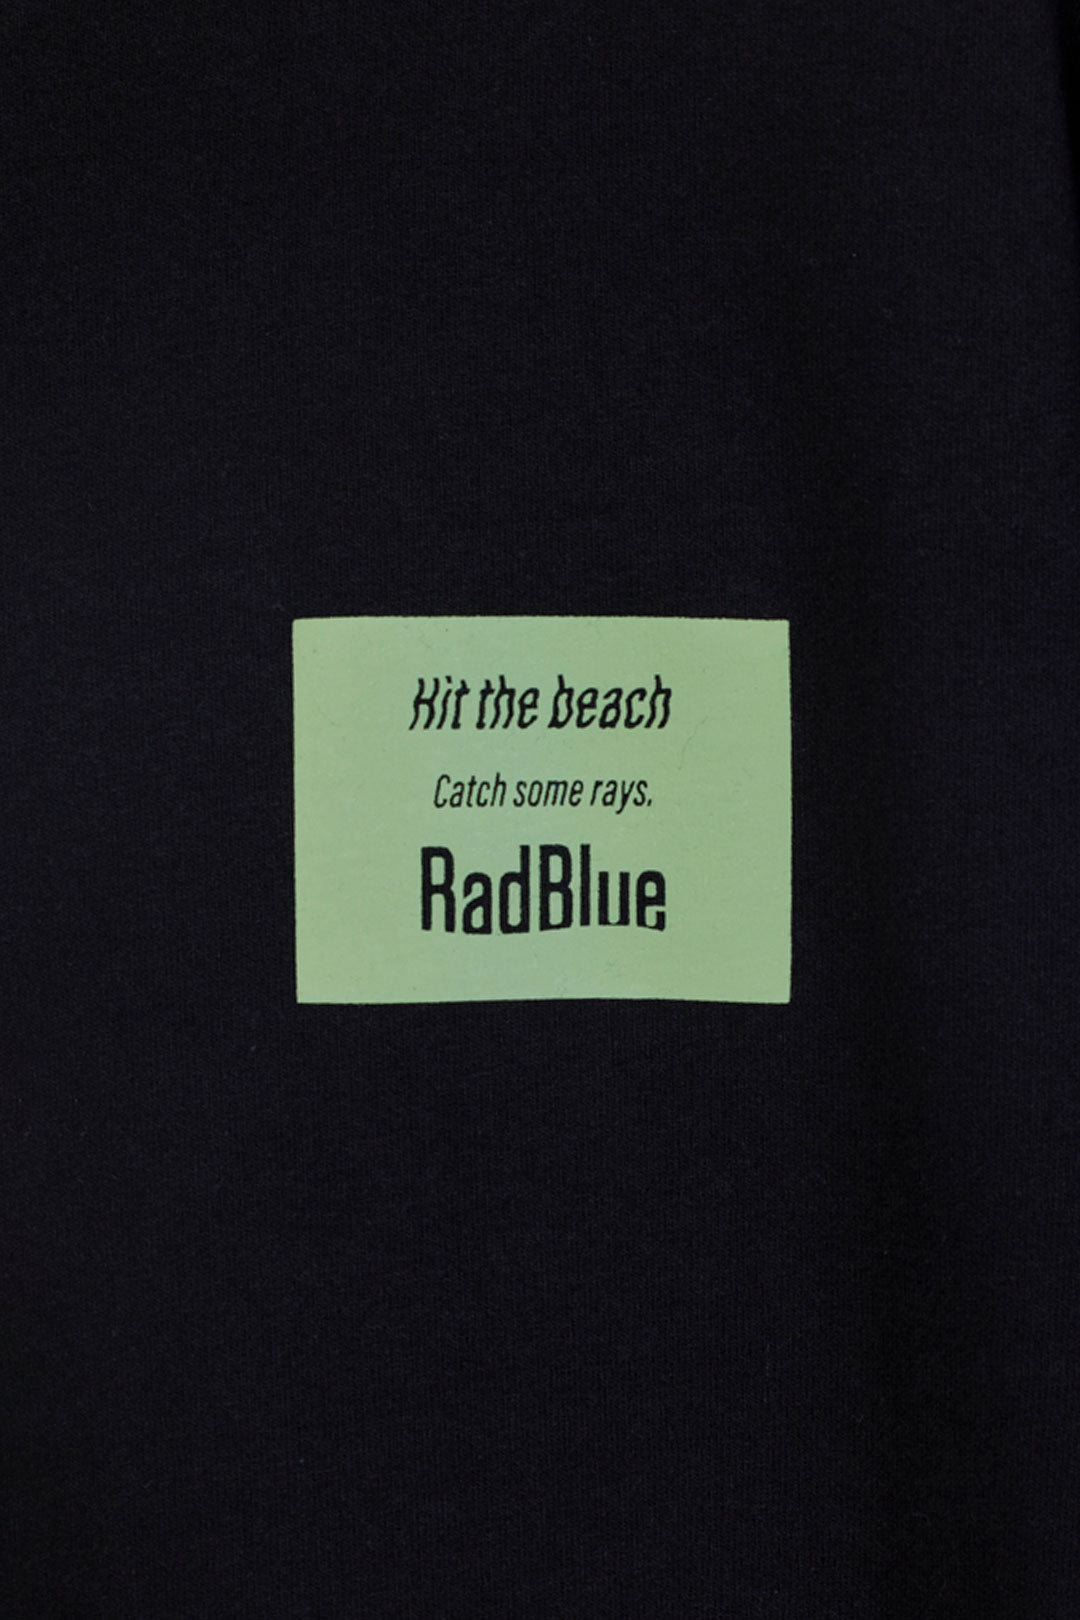 Hit the beach
Catch some rays.
RadBlue